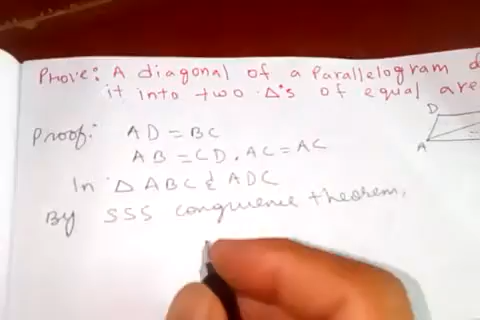 Prove: A diagonal of a Parallelogram
it into two Δ's of equal
Proof: AD = BC
AB = CD, AC = AC
In Δ ABC & ADC
By SSS congruence theorem,
D
A